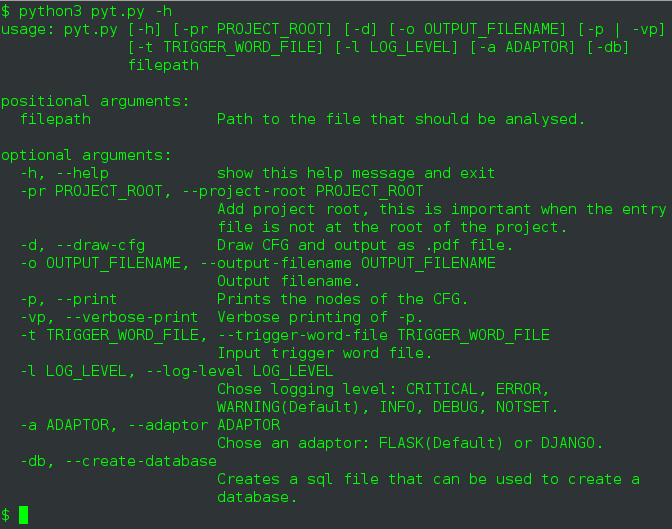 $ python3 pyt.py -h
usage: pyt.py [-h] [-pr PROJECT_ROOT] [-d] [-o OUTPUT_FILENAME] [-p | -vp]
              [-t TRIGGER_WORD_FILE] [-l LOG_LEVEL] [-a ADAPTOR] [-db]
              filepath

positional arguments:
  filepath              Path to the file that should be analysed.

optional arguments:
  -h, --help            show this help message and exit
  -pr PROJECT_ROOT, --project-root PROJECT_ROOT
                        Add project root, this is important when the entry
                        file is not at the root of the project.
  -d, --draw-cfg        Draw CFG and output as .pdf file.
  -o OUTPUT_FILENAME, --output-filename OUTPUT_FILENAME
                        Output filename.
  -p, --print           Prints the nodes of the CFG.
  -vp, --verbose-print  Verbose printing of -p.
  -t TRIGGER_WORD_FILE, --trigger-word-file TRIGGER_WORD_FILE
                        Input trigger word file.
  -l LOG_LEVEL, --log-level LOG_LEVEL
                        Chose logging level: CRITICAL, ERROR,
                        WARNING(Default), INFO, DEBUG, NOTSET.
  -a ADAPTOR, --adaptor ADAPTOR
                        Chose an adaptor: FLASK(Default) or DJANGO.
  -db, --create-database
                        Creates a sql file that can be used to create a
                        database.
$